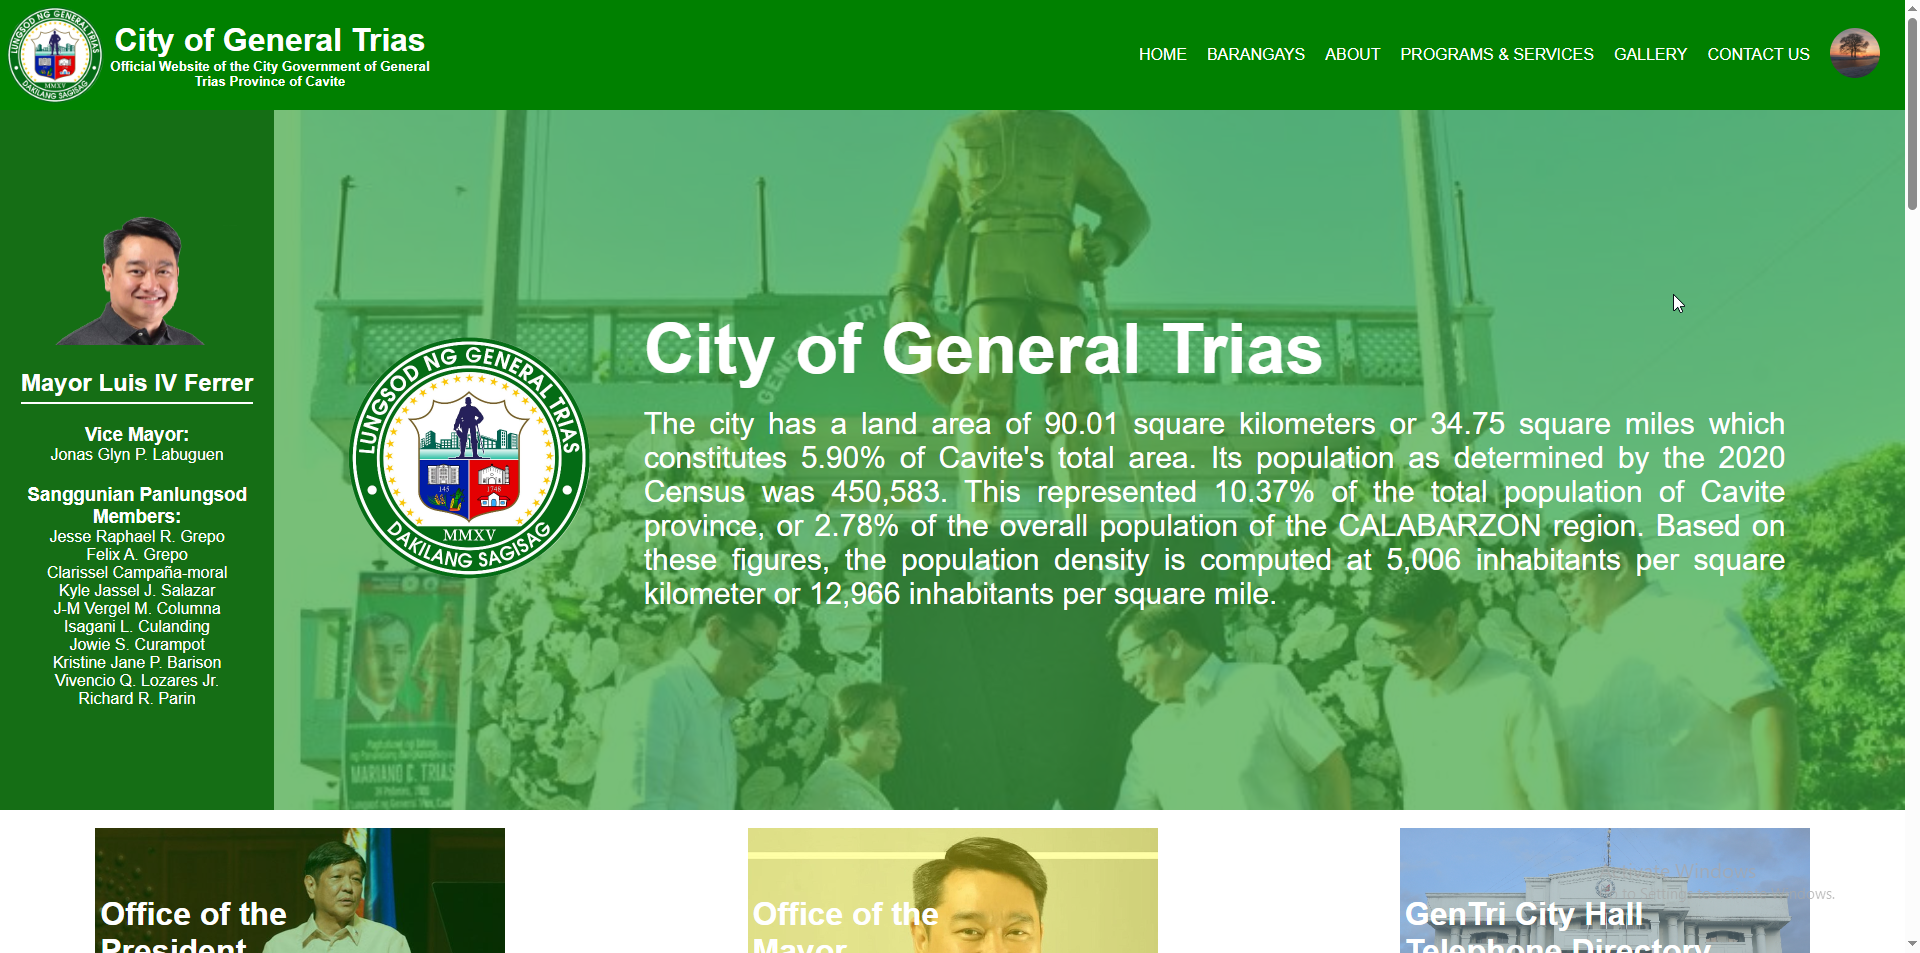 LUNGSOD NG GENERAL TRIAS
MMXV
DAKILANG SAGISAG
City of General Trias
Official Website of the City Government of General
Trias Province of Cavite
HOME BARANGAYS ABOUT PROGRAMS & SERVICES GALLERY CONTACT US
Mayor Luis IV Ferrer
Vice Mayor:
Jonas Glyn P. Labuguen
Sanggunian Panlungsod
Members:
Jesse Raphael R. Grepo
Felix A. Grepo
Clarissel Campaña-moral
Kyle Jassel J. Salazar
J-M Vergel M. Columna
Isagani L. Culanding
Jowie S. Curampot
Kristine Jane P. Barison
Vivencio Q. Lozares Jr.
Richard R. Parin
GENERAL TRI
LUNGSOD NG GENERAL TRIAS
145 1748
MMXV
DAKILANG SAGISAG
City of General Trias
The city has a land area of 90.01 square kilometers or 34.75 square miles which
constitutes 5.90% of Cavite's total area. Its population as determined by the 2020
Census was 450,583. This represented 10.37% of the total population of Cavite
province, or 2.78% of the overall population of the CALABARZON region. Based on
these figures, the population density is computed at 5,006 inhabitants per square
kilometer or 12,966 inhabitants per square mile.
MARIANO C. TRIAS
Office of the
President
Office of the
Mayor
GenTri City Hall
Telephone Directory